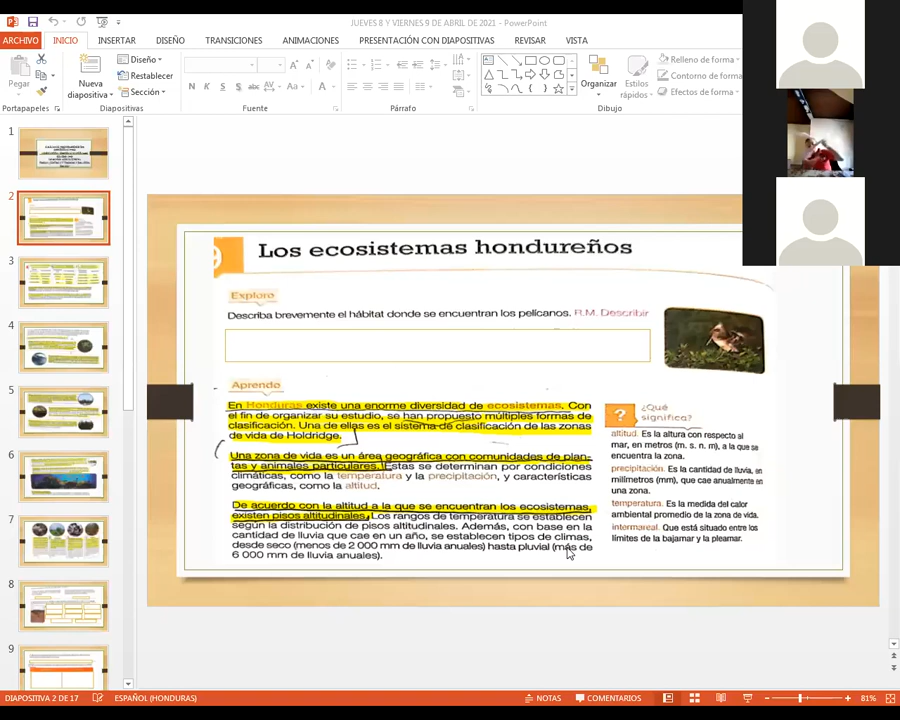 JUEVES 8 Y VIERNES 9 DE ABRIL DE 2021 - PowerPoint
ARCHIVO INICIO INSERTAR DISEÑO TRANSICIONES ANIMACIONES PRESENTACIÓN CON DIAPOSITIVAS REVISAR VISTA
Pegar
Nueva diapositiva
Diseño
Restablecer
Sección
N K S abc AV Aa A
Organizar
Estilos rápidos
Relleno de forma
Contorno de forma
Efectos de forma
Portapapeles Diapositivas Fuente Párrafo Dibujo
1
2
3
4
5
6
7
8
9
9 Los ecosistemas hondureños
Exploro
Describa brevemente el hábitat donde se encuentran los pelícanos. R.M. Describir
Aprendo
En Honduras existe una enorme diversidad de ecosistemas. Con
el fin de organizar su estudio, se han propuesto múltiples formas de
clasificación. Una de ellas es el sistema de clasificación de las zonas
de vida de Holdridge.
Una zona de vida es un área geográfica con comunidades de plan-
tas y animales particulares. Estas se determinan por condiciones
climáticas, como la temperatura y la precipitación, y características
geográficas, como la altitud.
De acuerdo con la altitud a la que se encuentran los ecosistemas,
existen pisos altitudinales. Los rangos de temperatura se establecen
según la distribución de pisos altitudinales. Además, con base en la
cantidad de lluvia que cae en un año, se establecen tipos de climas,
desde seco (menos de 2 000 mm de lluvia anuales) hasta pluvial (más de
6 000 mm de lluvia anuales).
?
¿Qué
significa?
altitud. Es la altura con respecto al
mar, en metros (m. s. n. m), a la que se
encuentra la zona.
precipitación. Es la cantidad de lluvia, en
milímetros (mm), que cae anualmente en
una zona.
temperatura. Es la medida del calor
ambiental promedio de la zona de vida.
intermareal. Que está situado entre los
límites de la bajamar y la pleamar.
DIAPOSITIVA 2 DE 17 ESPAÑOL (HONDURAS) NOTAS COMENTARIOS 81%